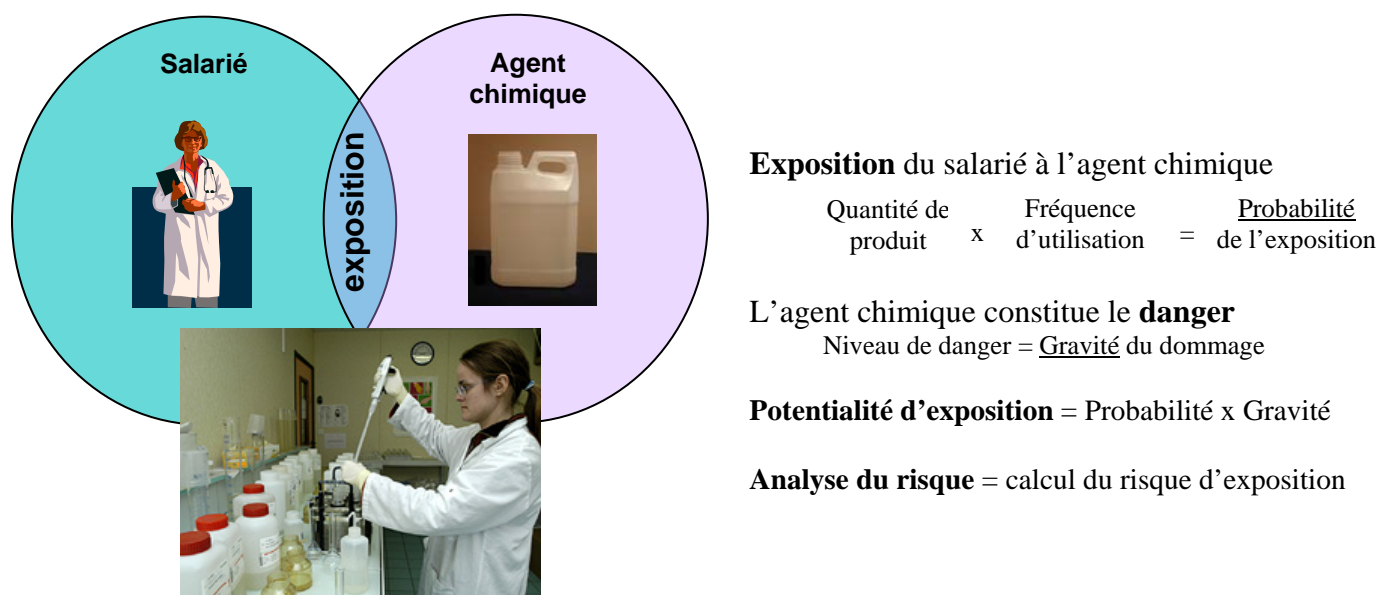 Salarié
Agent
chimique
exposition
Exposition du salarié à l’agent chimique
Quantité de produit x Fréquence d’utilisation = Probabilité de l’exposition
L’agent chimique constitue le danger
Niveau de danger = Gravité du dommage
Potentialité d’exposition = Probabilité x Gravité
Analyse du risque = calcul du risque d’exposition